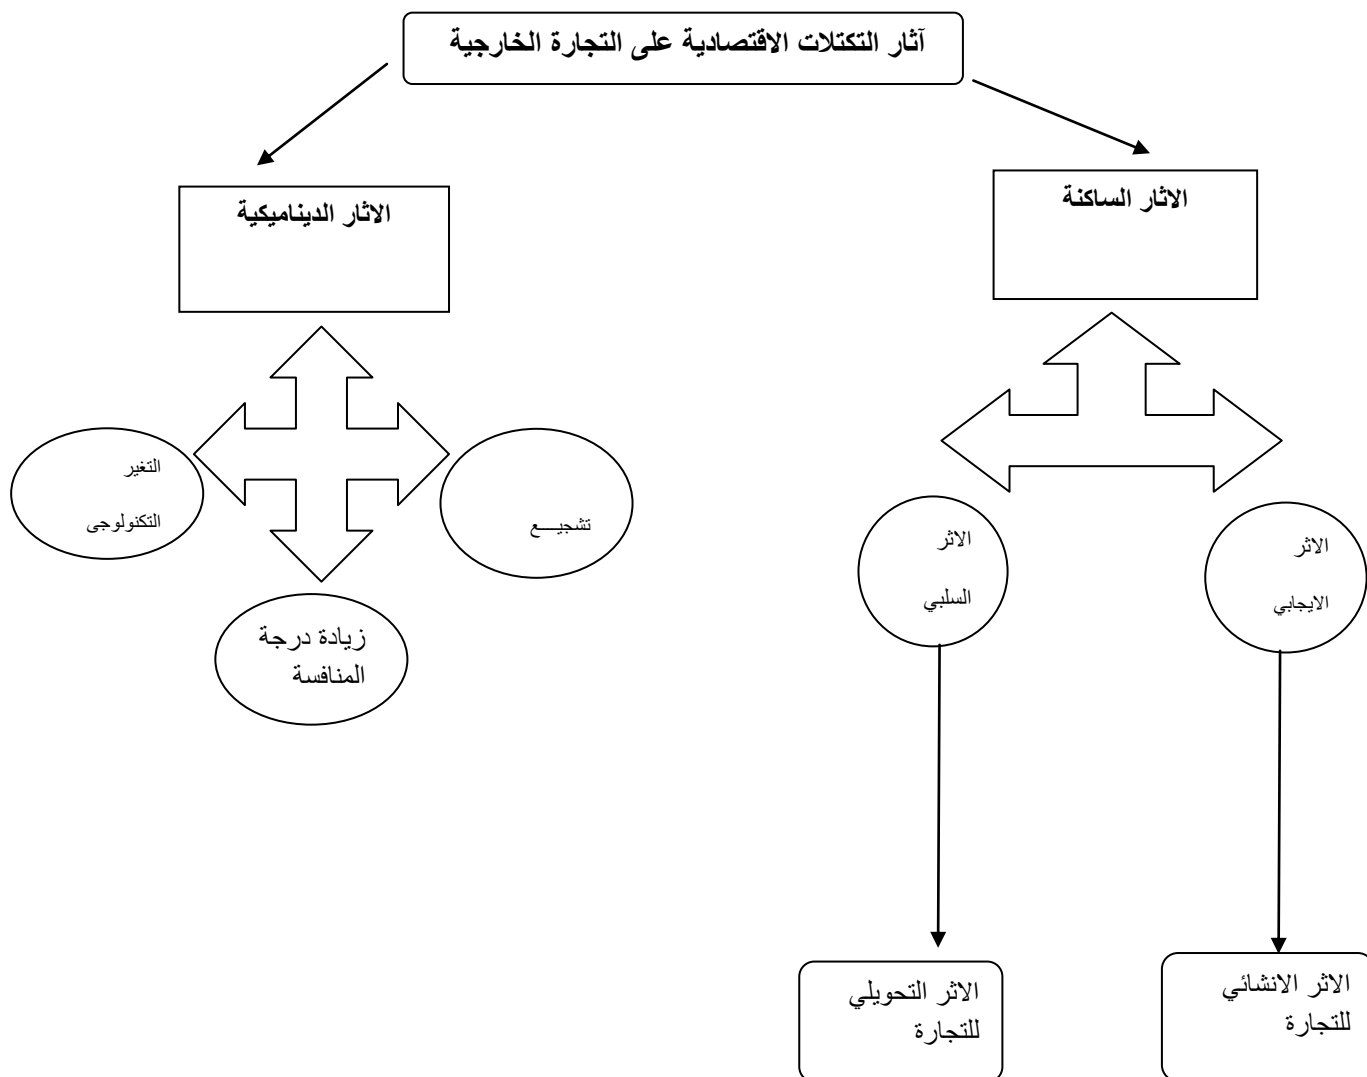 آثار التكتلات الاقتصادية على التجارة الخارجية
الاثار الساكنة
الاثار الديناميكية
الاثر
الايجابي
الاثر
السلبي
تشجيـــع
التغير
التكنولوجى
زيادة درجة
المنافسة
الاثر الانشائي
للتجارة
الاثر التحويلي
للتجارة